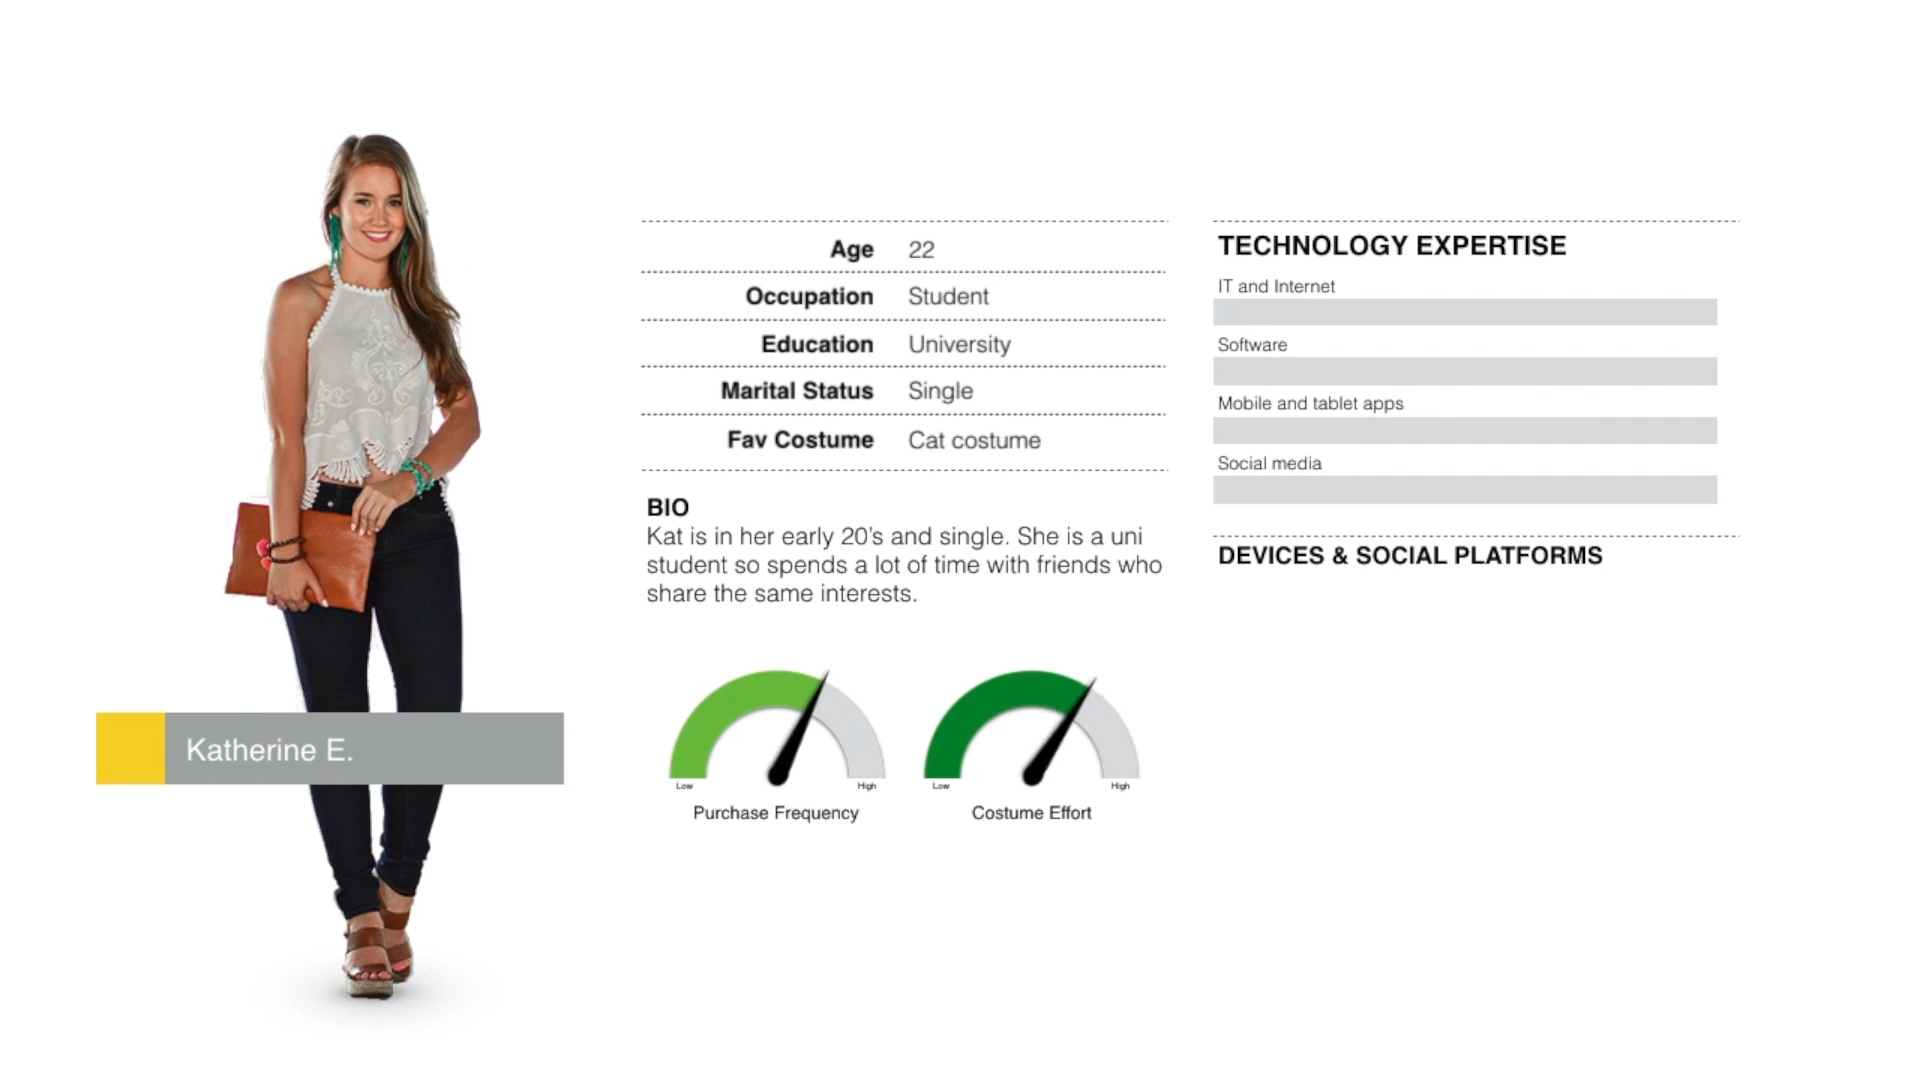 Katherine E.
Age 22
Occupation Student
Education University
Marital Status Single
Fav Costume Cat costume
BIO
Kat is in her early 20's and single. She is a uni
student so spends a lot of time with friends who
share the same interests.
Low High
Purchase Frequency
Low High
Costume Effort
TECHNOLOGY EXPERTISE
IT and Internet
Software
Mobile and tablet apps
Social media
DEVICES & SOCIAL PLATFORMS